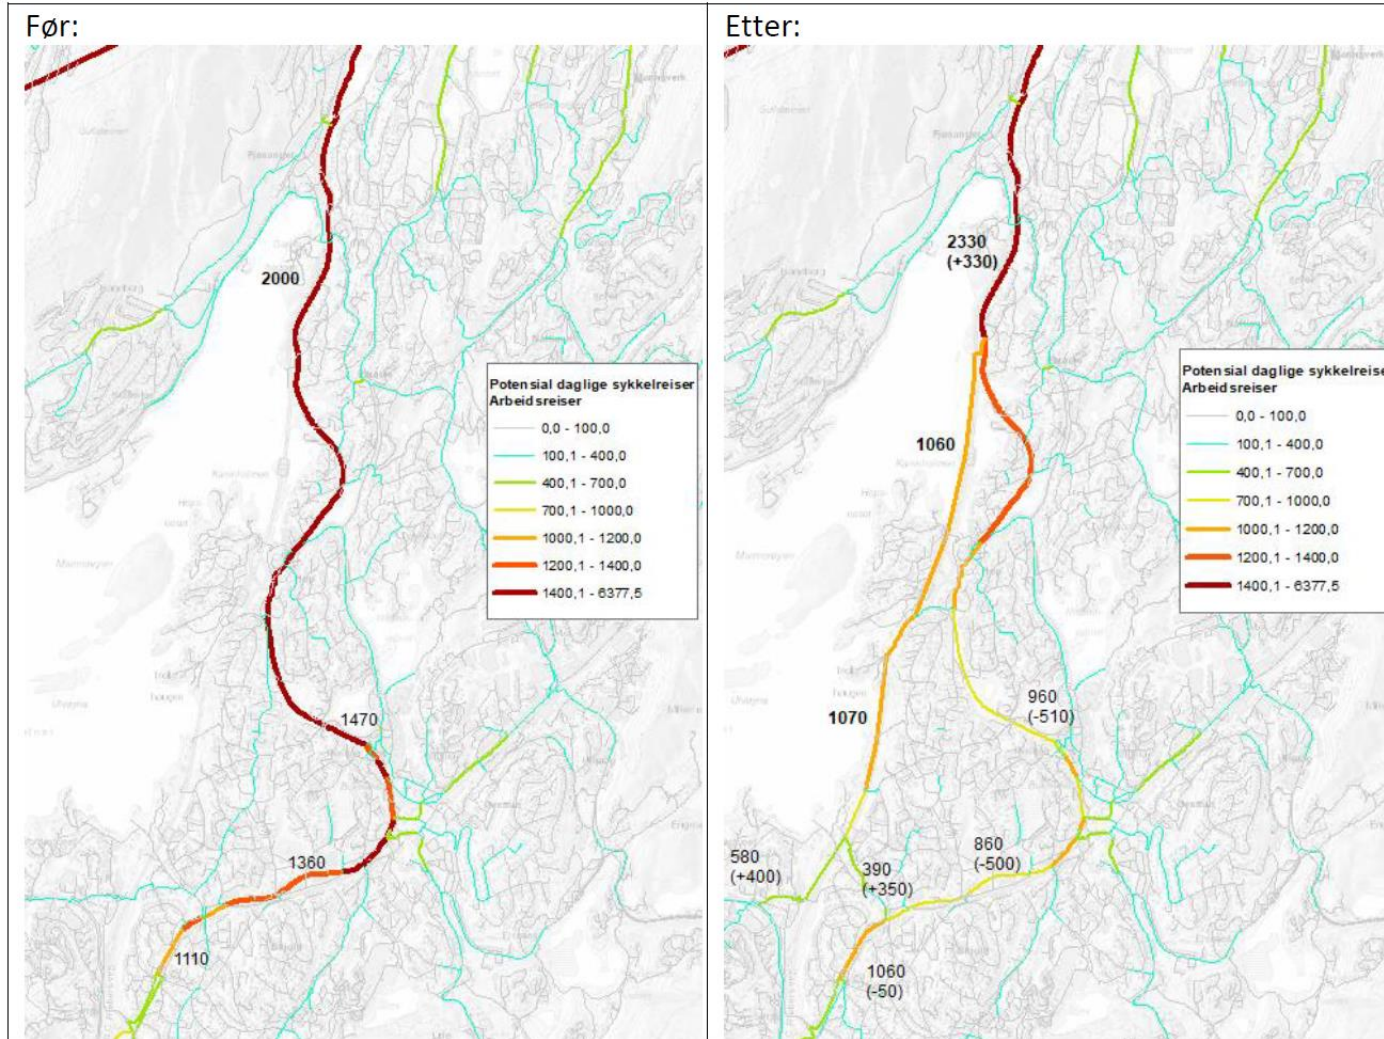 Før:
2000
Potensial daglige sykkelreiser
Arbeidsreiser
0,0 - 100,0
100,1 - 400,0
400,1 - 700,0
700,1 - 1000,0
1000,1 - 1200,0
1200,1 - 1400,0
1400,1 - 6377,5
1470
1360
1110
Etter:
2330
(+330)
Potensial daglige sykkelreise
Arbeidsreiser
0,0 - 100,0
100,1 - 400,0
400,1 - 700,0
700,1 - 1000,0
1000,1 - 1200,0
1200,1 - 1400,0
1400,1 - 6377,5
1060
960
(-510)
1070
860
(-500)
580
(+400)
390
(+350)
1060
(-50)